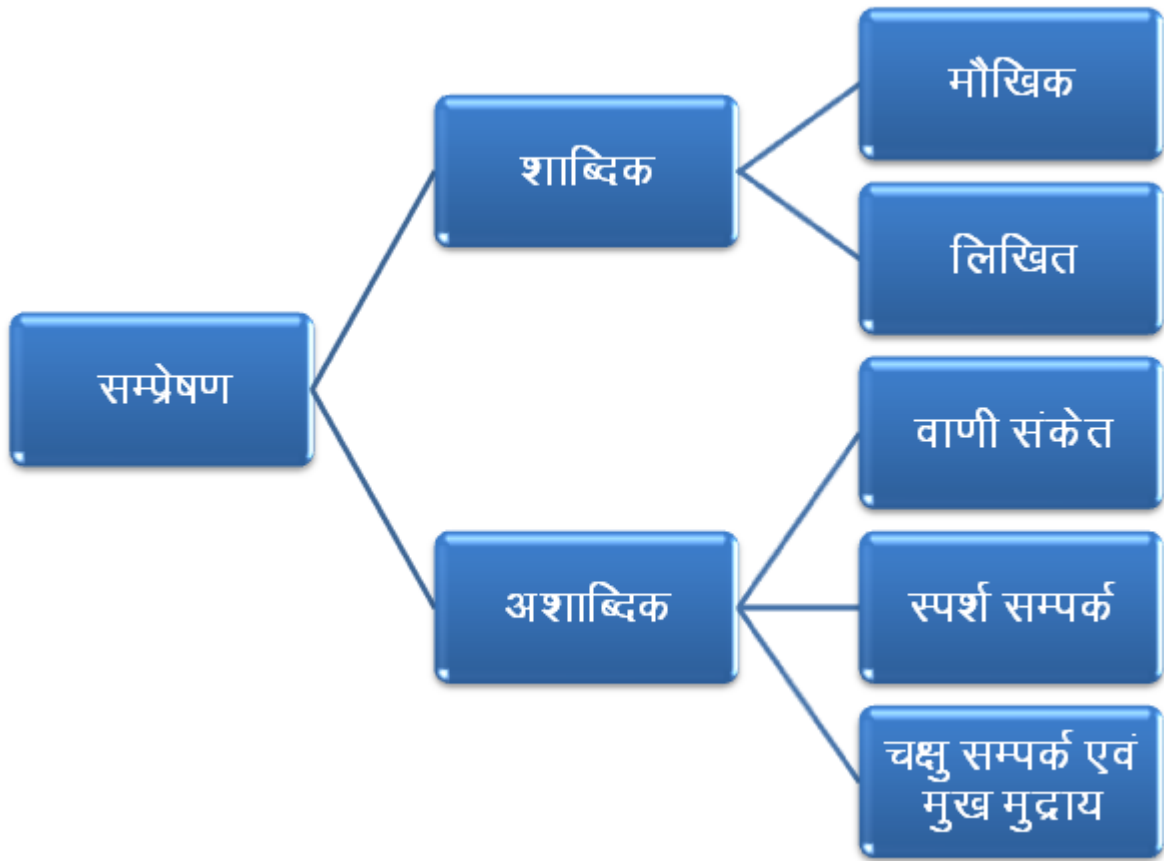 मौखिक
शाब्दिक
लिखित
सम्प्रेषण
वाणी संकेत
अशाब्दिक
स्पर्श सम्पर्क
चक्षु सम्पर्क एवं
मुख मुद्राय